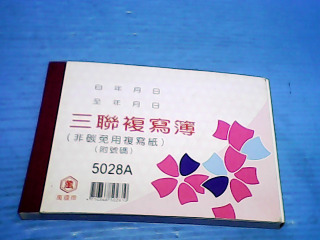 自 年 月 日
至 年 月 日
三聯複寫簿
(非碳免用複寫紙)
(附號碼)
5028A
萬